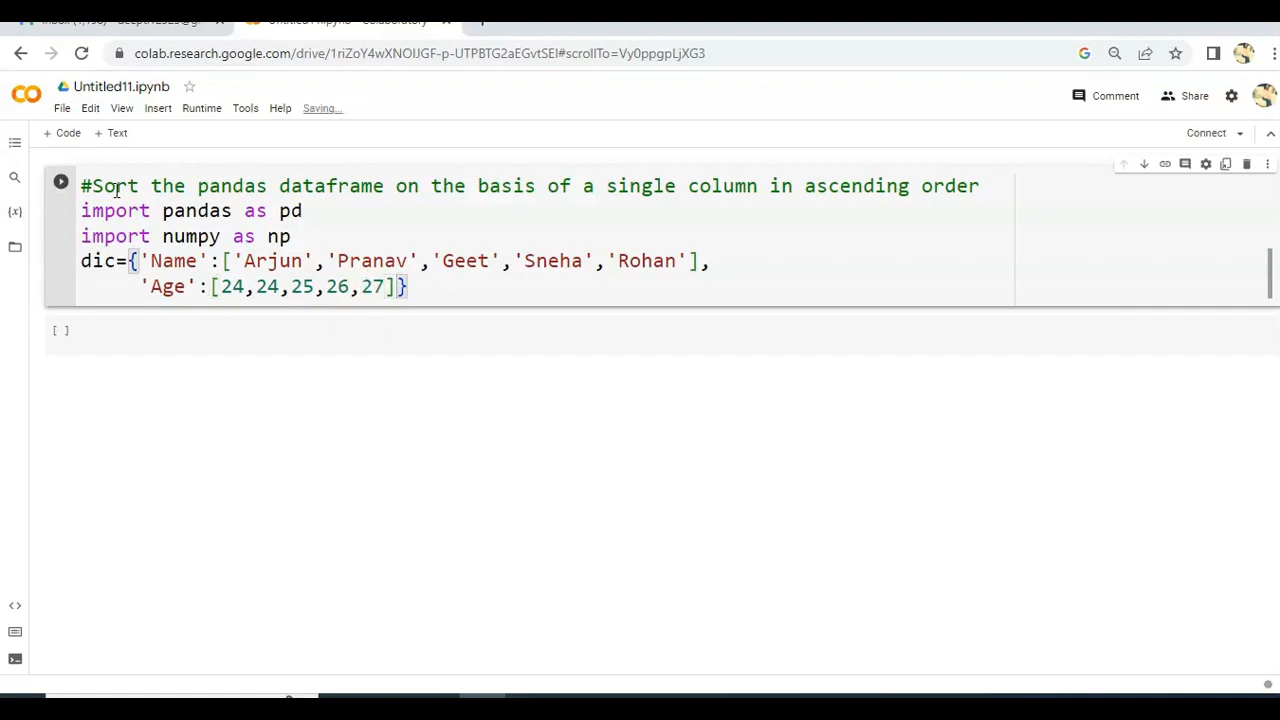 colab.research.google.com/drive/1riZoY4wXNOlJGF-p-UTPBTG2aEGvtSEl#scrollTo=Vy0ppgpLjXG3
Untitled11.ipynb
File Edit View Insert Runtime Tools Help Saving...
Comment Share
+ Code + Text
Connect
#Sort the pandas dataframe on the basis of a single column in ascending order
import pandas as pd
import numpy as np
dic={'Name':['Arjun','Pranav','Geet','Sneha','Rohan'],
'Age':[24,24,25,26,27]}
[ ]